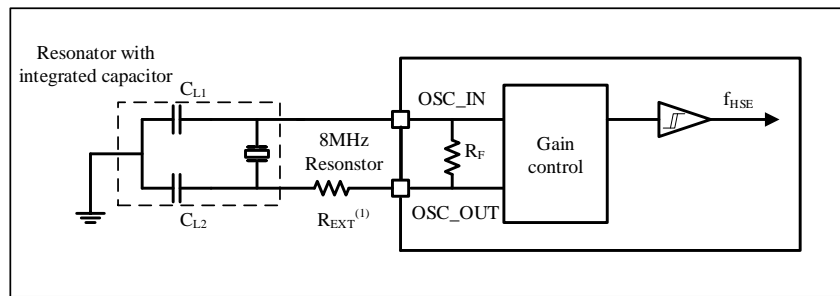 Resonator with
integrated capacitor
CL1
OSC_IN
fHSE
8MHz
Resonstor
RF
Gain
control
CL2
REXT(1)
OSC_OUT